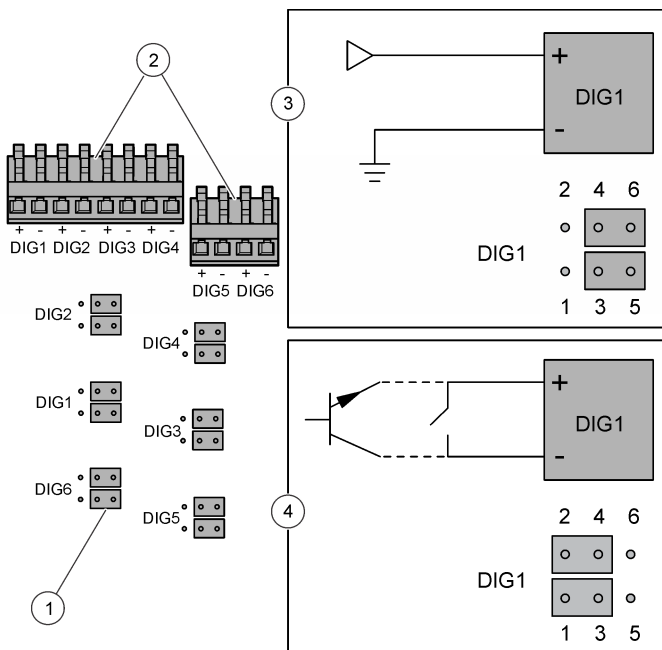 2
+ - + - + - + -
DIG1 DIG2 DIG3 DIG4
+ - + -
DIG5 DIG6
DIG2
DIG4
DIG1
DIG3
DIG6
DIG5
1
3
+
DIG1
-
2 4 6
DIG1
1 3 5
4
+
DIG1
-
2 4 6
DIG1
1 3 5